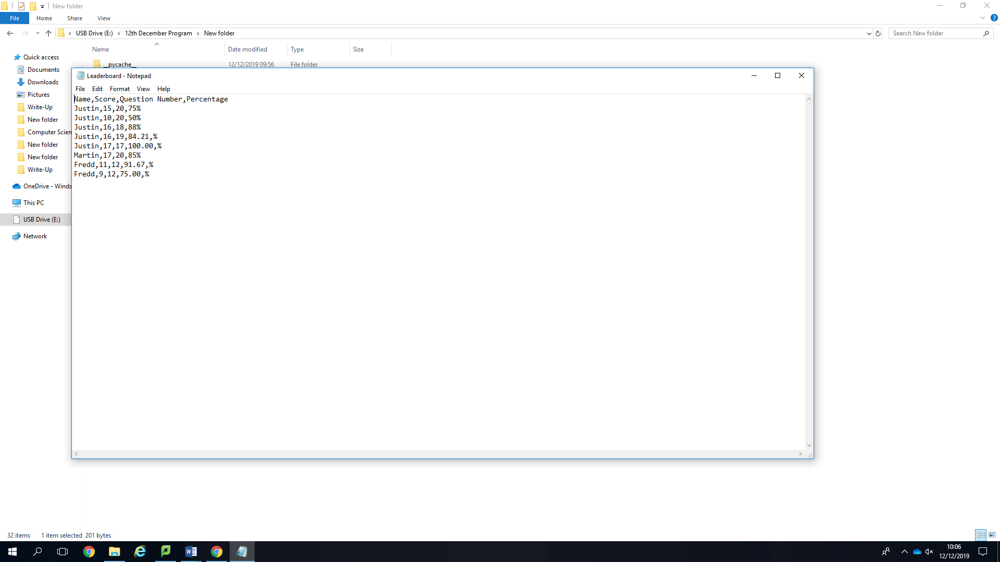 New folder
File Home Share View
USB Drive (E:) 12th December Program New folder
Search New folder
Name Date modified Type Size
__pycache__ 12/12/2019 09:56 File folder
Quick access
Documents
Downloads
Pictures
Write-Up
New folder
Computer Scien
New folder
New folder
Write-Up
OneDrive - Winds
This PC
USB Drive (E:)
Network
Leaderboard - Notepad
File Edit Format View Help
Name,Score,Question Number,Percentage
Justin,15,20,75%
Justin,10,20,50%
Justin,16,18,88%
Justin,16,19,84.21,%
Justin,17,17,100.00,%
Martin,17,20,85%
Fredd,11,12,91.67,%
Fredd,9,12,75.00,%
32 items 1 item selected 201 bytes
10:06
12/12/2019